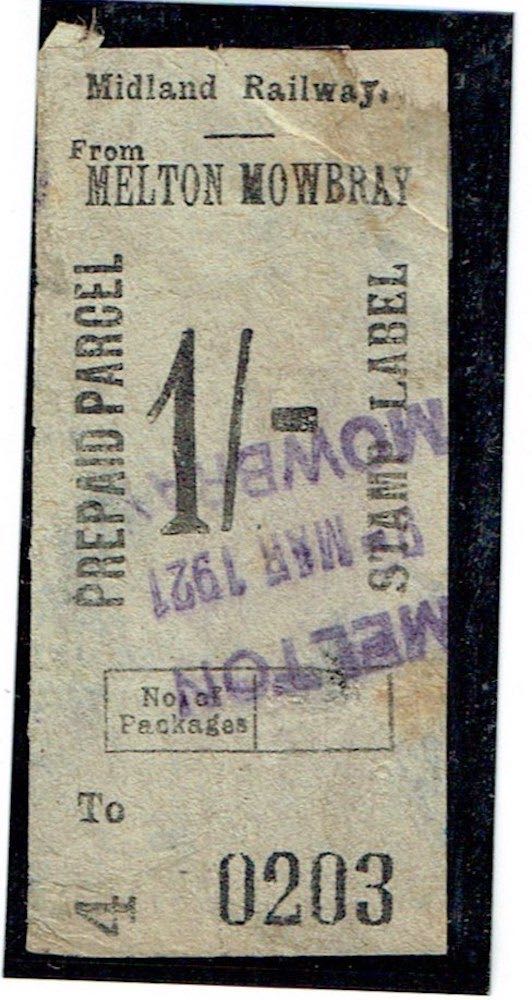 Midland Railway.
From
MELTON MOWBRAY
PREPAID PARCEL
1/-
STAMP LABEL
MELTON
MAR 1921
MOWBRAY
No. of
Packages
To
4
0203